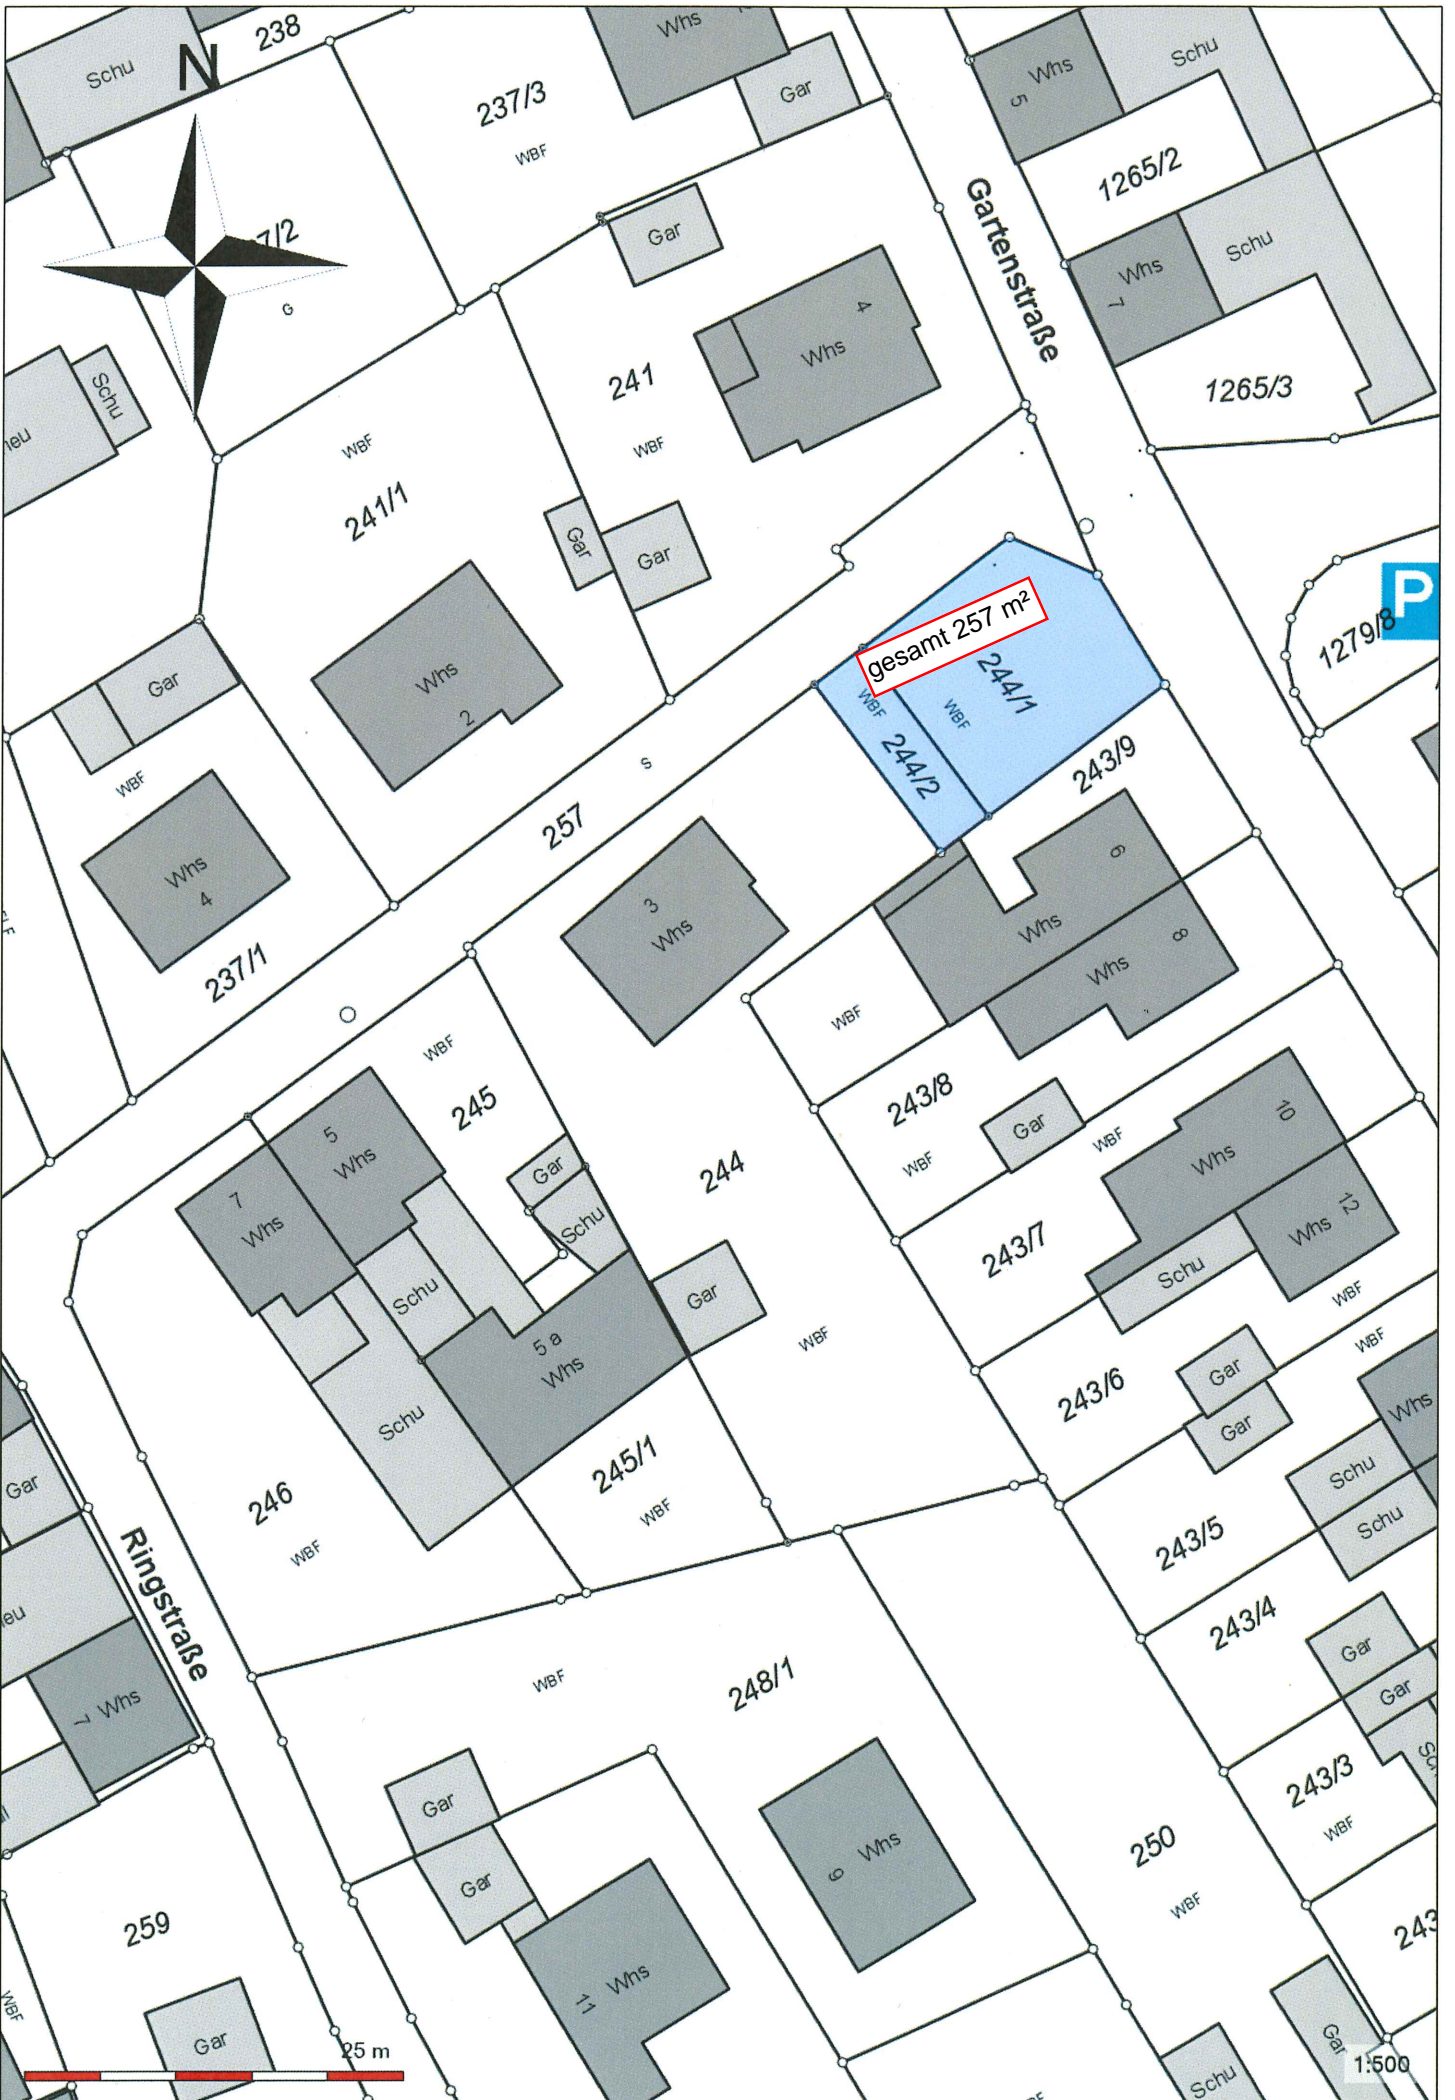 238
Whs
Schu
N
Schu
Whs
5
Gar
237/3
WBF
1265/2
Gartenstraße
7/2
G
Gar
Whs
7
Schu
4
Whs
241
WBF
1265/3
Schu
WBF
241/1
Gar
Gar
P
1279/8
gesamt 257 m²
244/1
WBF
WBF
244/2
Whs
2
Gar
WBF
S
257
243/9
Whs
4
237/1
3
Whs
6
Whs
8
Whs
WBF
WBF
245
243/8
Gar
WBF
WBF
10
Whs
5
Whs
7
Whs
Gar
Schu
244
243/7
12
Whs
Schu
WBF
Schu
Gar
WBF
WBF
5 a
Whs
243/6
Gar
Gar
Whs
Schu
245/1
WBF
Schu
Schu
Gar
246
WBF
243/5
Ringstraße
243/4
Gar
Gar
WBF
248/1
7
Whs
243/3
WBF
Gar
Gar
9
Whs
250
WBF
259
243
11
Whs
WBF
Gar
Gar
Schu
25 m
1:500